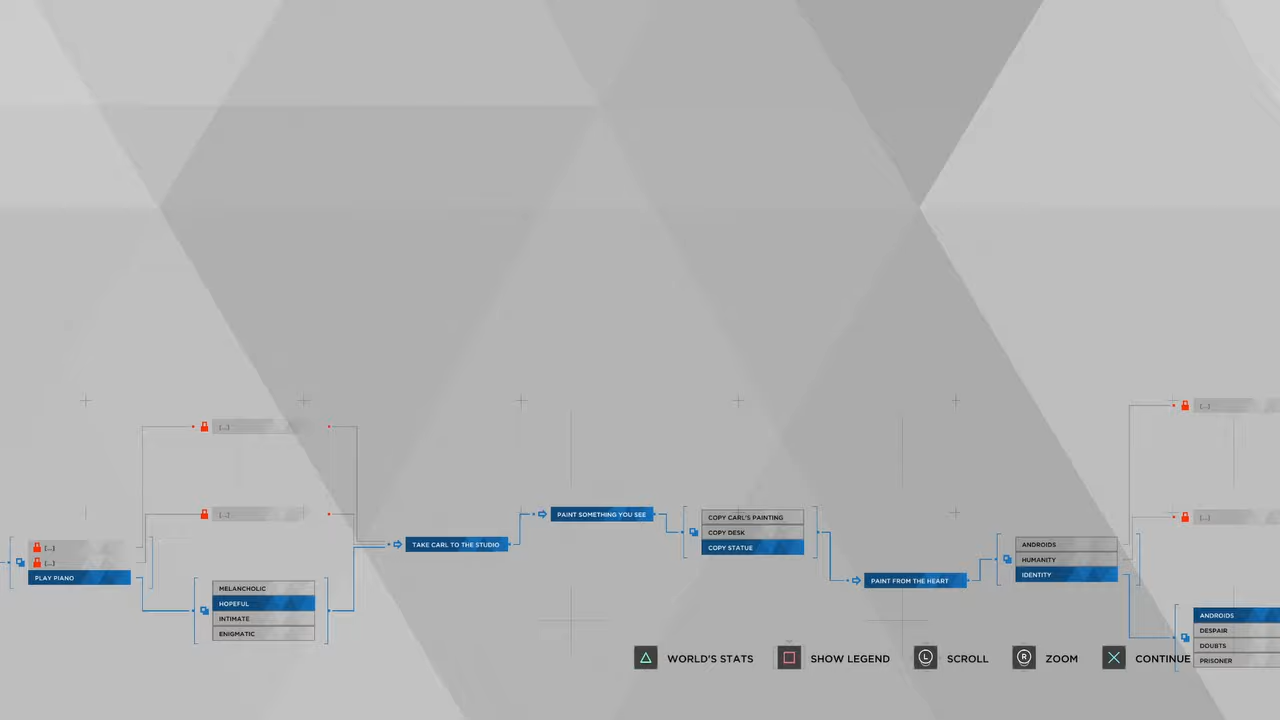 [...]
[...]
[...]
[...]
PLAY PIANO
MELANCHOLIC
HOPEFUL
INTIMATE
ENIGMATIC
TAKE CARL TO THE STUDIO
PAINT SOMETHING YOU SEE
COPY CARL'S PAINTING
COPY DESK
COPY STATUE
PAINT FROM THE HEART
ANDROIDS
HUMANITY
IDENTITY
[...]
[...]
ANDROIDS
DESPAIR
DOUBTS
PRISONER
WORLD'S STATS
SHOW LEGEND
L SCROLL
R ZOOM
CONTINUE